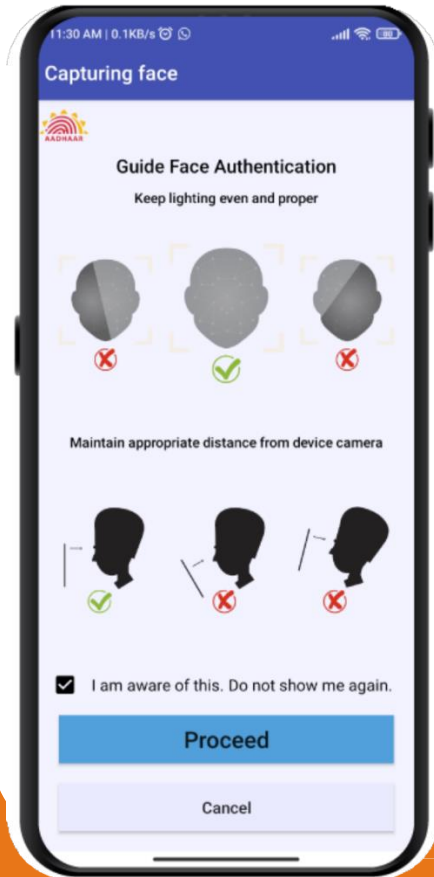 11:30 AM | 0.1KB/s
80
Capturing face
AADHAAR
Guide Face Authentication
Keep lighting even and proper
Maintain appropriate distance from device camera
I am aware of this. Do not show me again.
Proceed
Cancel